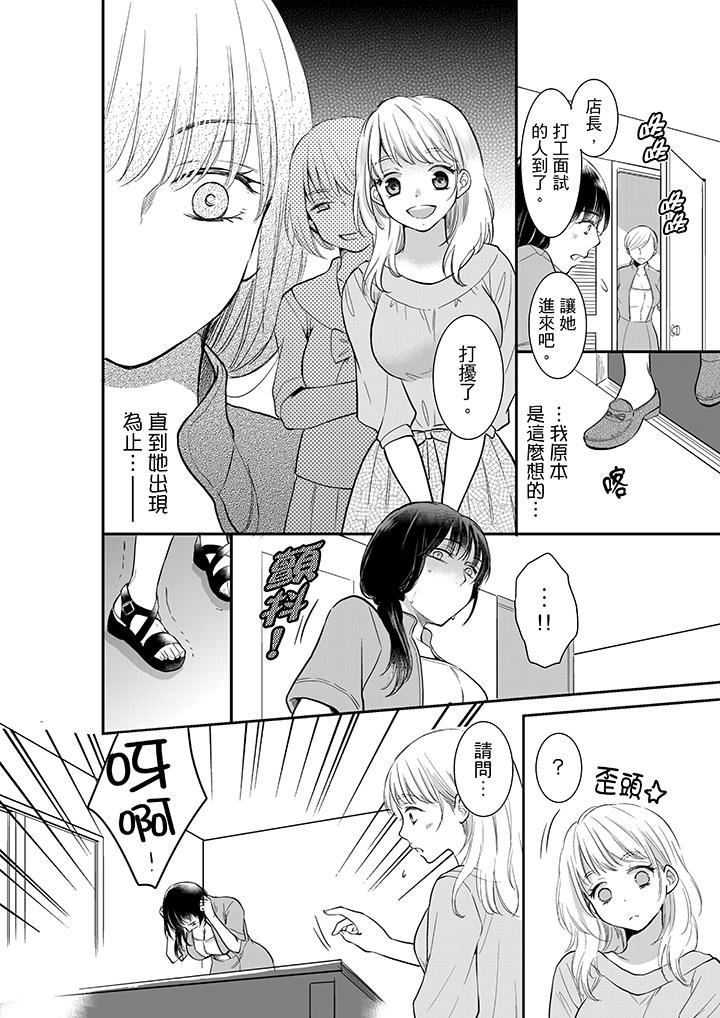 咚
咚
咚
咚
店長，
打工面試
的人到了。
讓她
進來吧。
…我原本
是這麼想的…
喀
打擾了。
直到她出現
為止…——
…!!
顫抖！
？
歪頭☆
請問…
呀
啊！